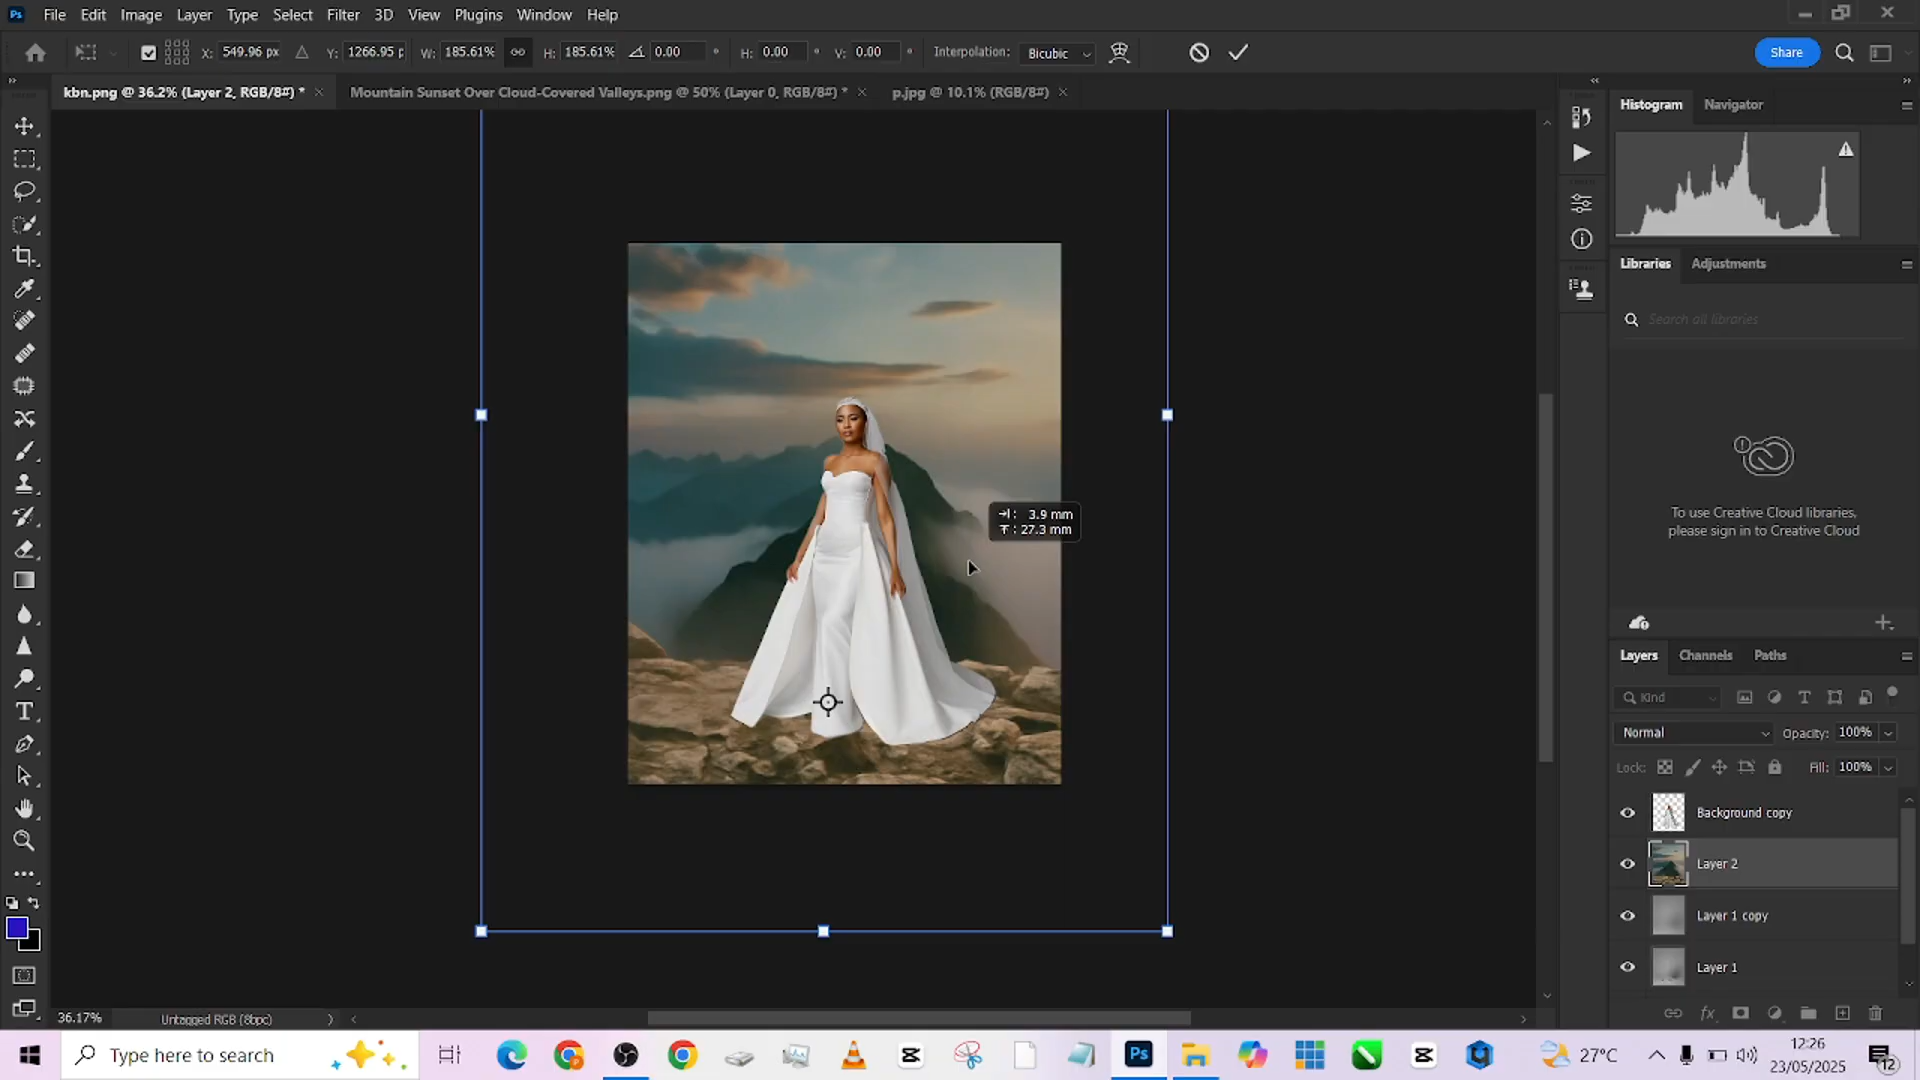 Ps File Edit Image Layer Type Select Filter 3D View Plugins Window Help
X: 549.96 px Y: 1266.95 p W: 185.61% H: 185.61% 0.00 ° H: 0.00 ° V: 0.00 ° Interpolation: Bicubic Share
kbn.png @ 36.2% (Layer 2, RGB/8#) * Mountain Sunset Over Cloud-Covered Valleys.png @ 50% (Layer 0, RGB/8#) * p.jpg @ 10.1% (RGB/8#)
Histogram Navigator
Libraries Adjustments
Search all libraries
To use Creative Cloud libraries,
please sign in to Creative Cloud
3.9 mm
27.3 mm
Layers Channels Paths
Kind
Normal Opacity: 100%
Lock: Fill: 100%
Background copy
Layer 2
Layer 1 copy
Layer 1
36.17% Untagged RGB (8bpc)
Type here to search
Ps
27°C
12:26
23/05/2025
12